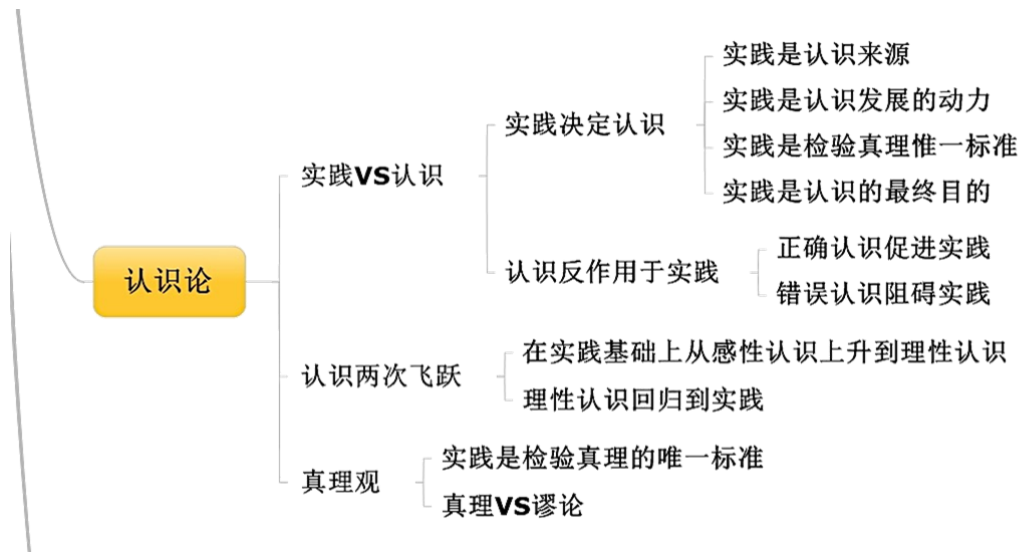 认识论
实践VS认识
实践决定认识
实践是认识来源
实践是认识发展的动力
实践是检验真理惟一标准
实践是认识的最终目的
认识反作用于实践
正确认识促进实践
错误认识阻碍实践
认识两次飞跃
在实践基础上从感性认识上升到理性认识
理性认识回归到实践
真理观
实践是检验真理的唯一标准
真理VS谬论